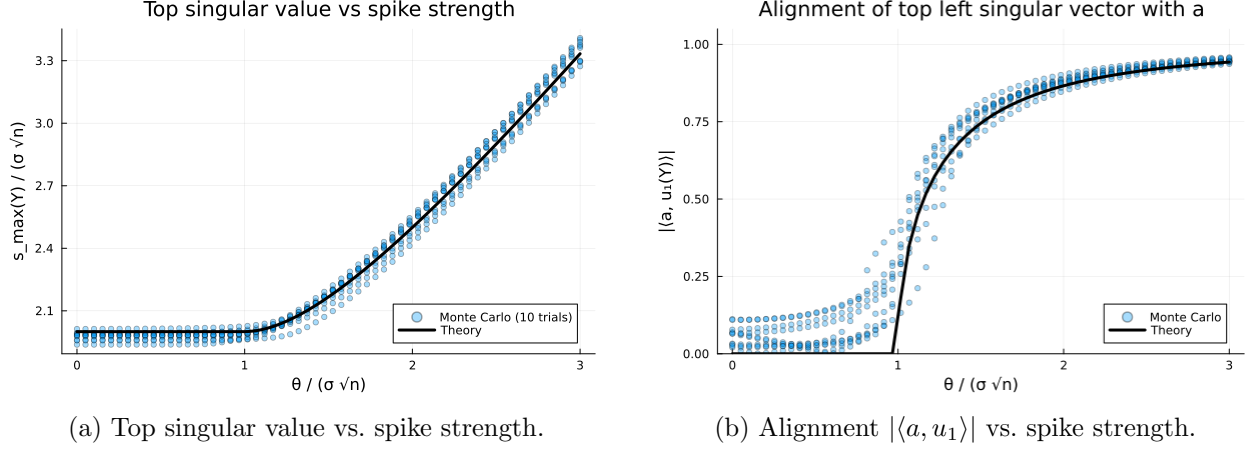 Top singular value vs spike strength
s_max(Y) / (σ √n)
3.3
3.0
2.7
2.4
2.1
Monte Carlo (10 trials)
Theory
0
1
2
3
θ / (σ √n)
(a) Top singular value vs. spike strength.
Alignment of top left singular vector with a
|⟨a, u₁(Y)⟩|
1.00
0.75
0.50
0.25
0.00
Monte Carlo
Theory
0
1
2
3
θ / (σ √n)
(b) Alignment |⟨a, u₁⟩| vs. spike strength.